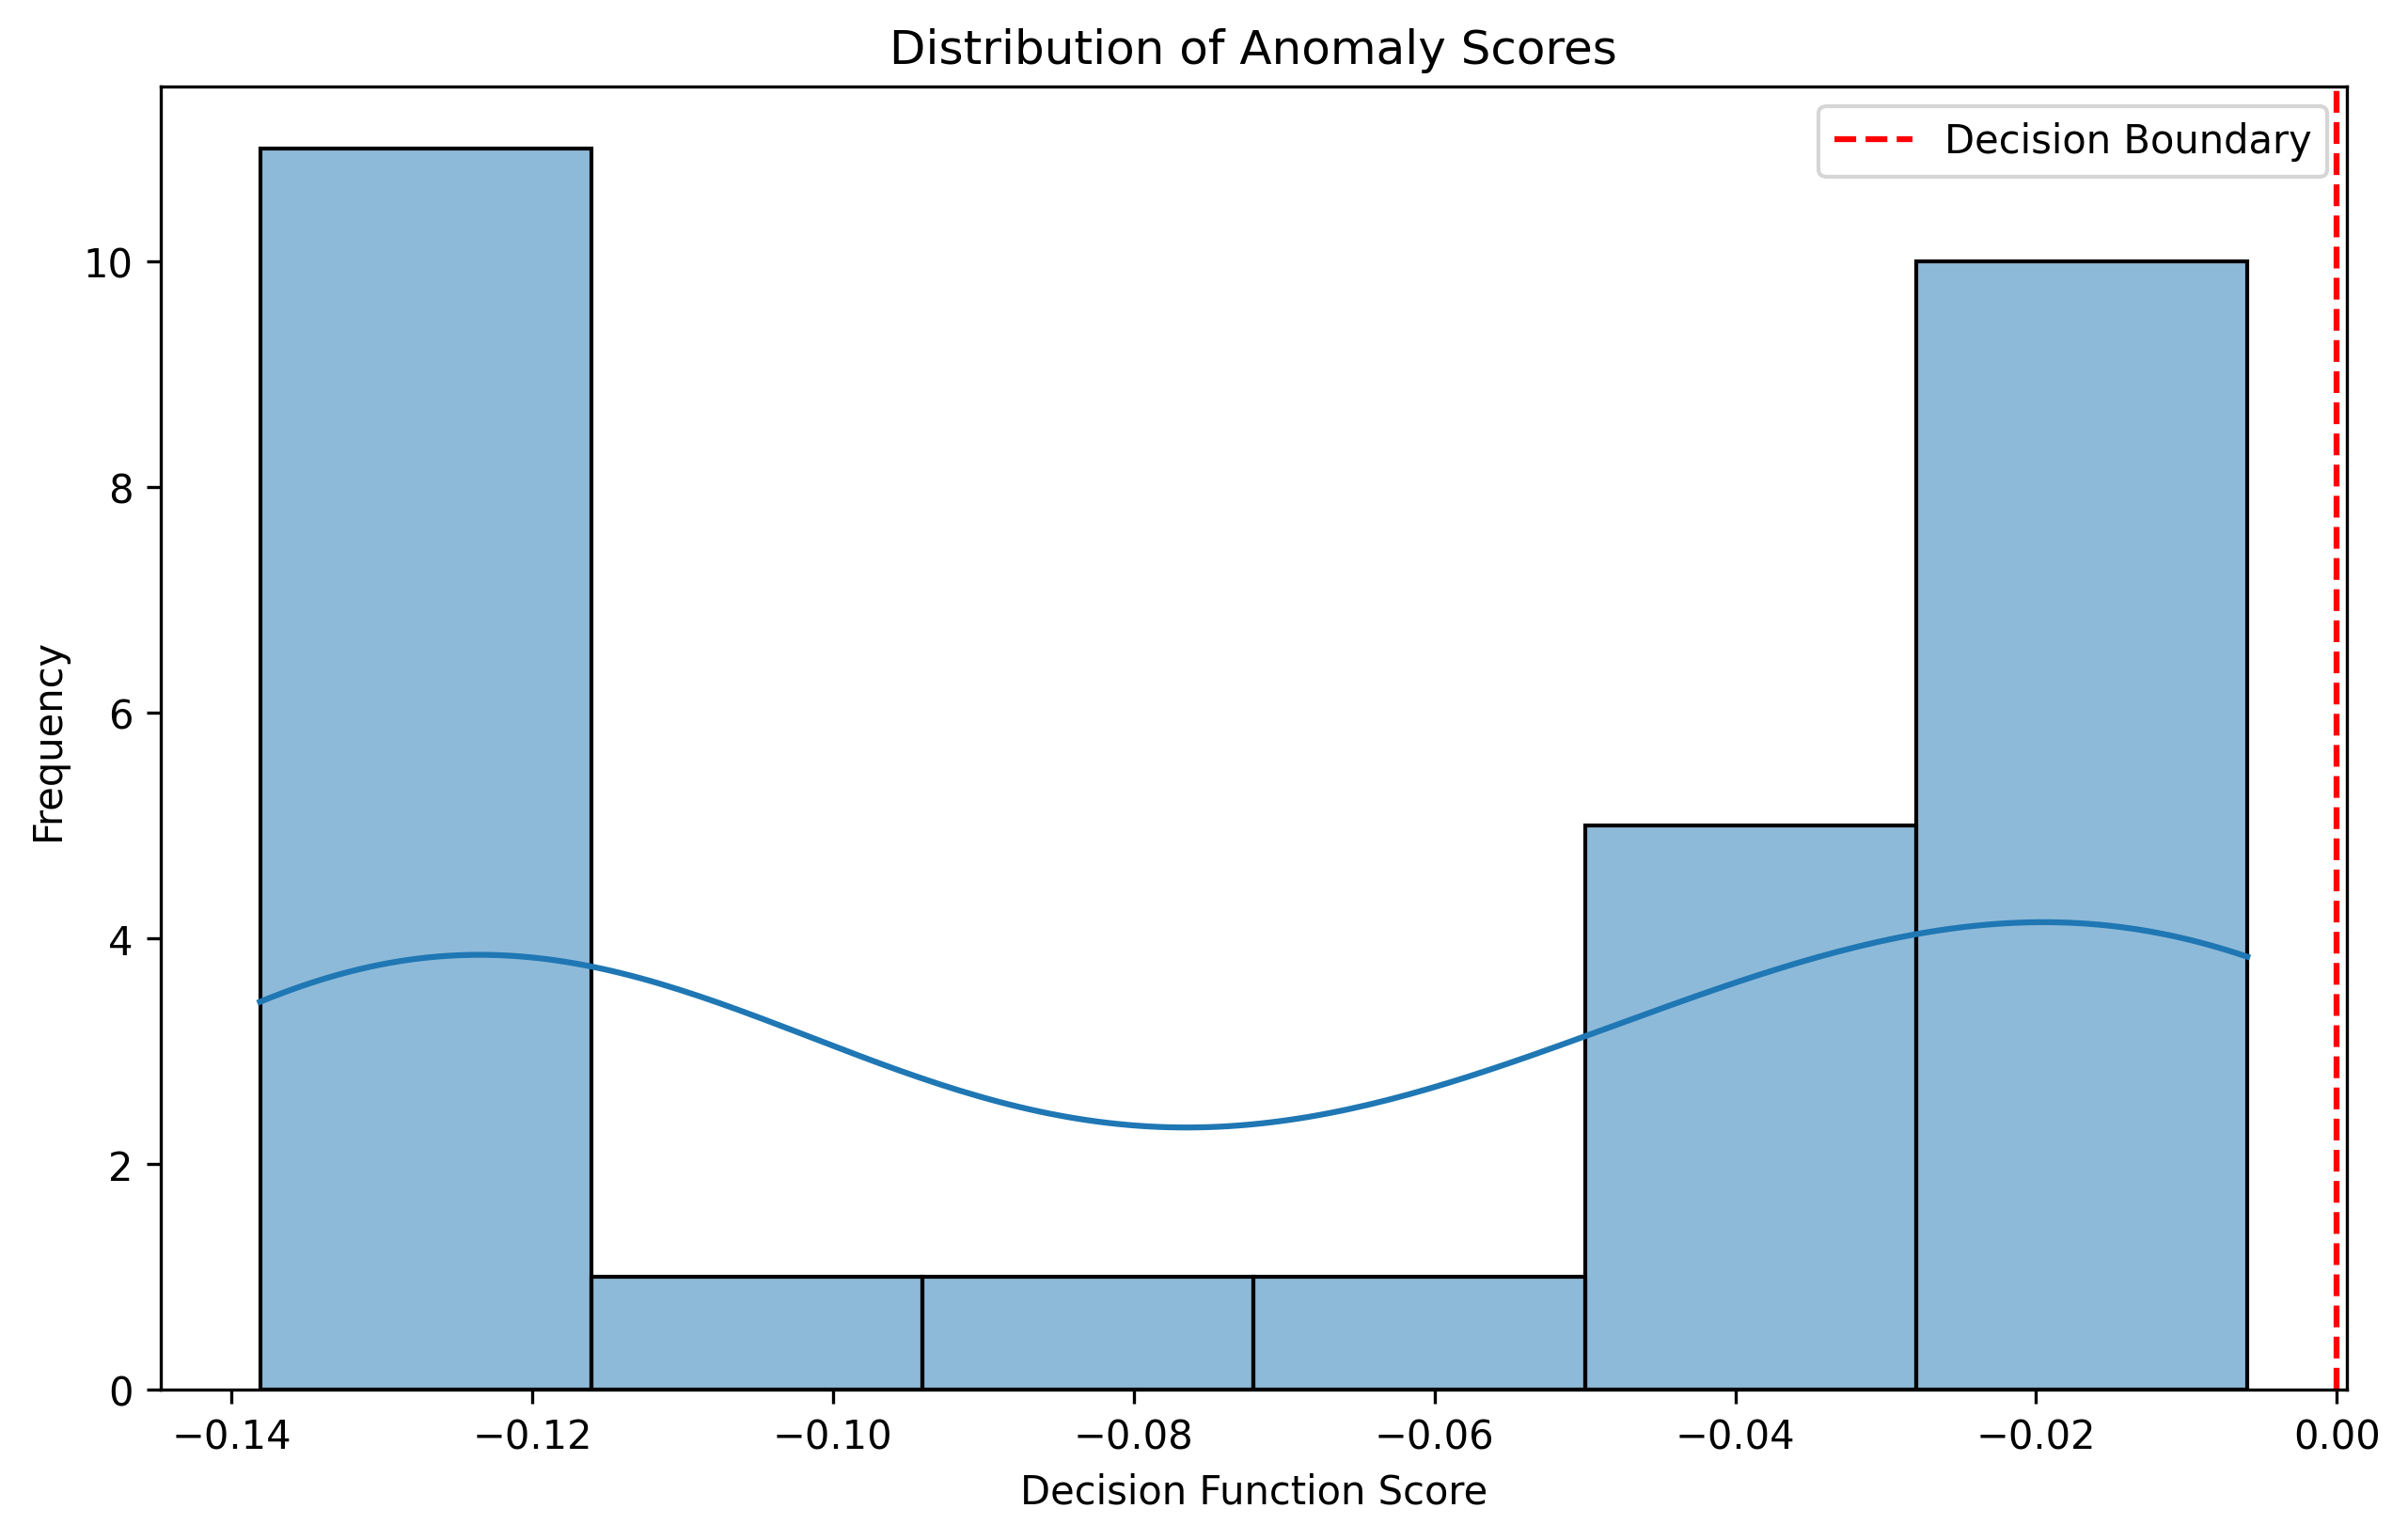 Distribution of Anomaly Scores
Decision Boundary
Frequency
10
8
6
4
2
0
−0.14 −0.12 −0.10 −0.08 −0.06 −0.04 −0.02 0.00
Decision Function Score